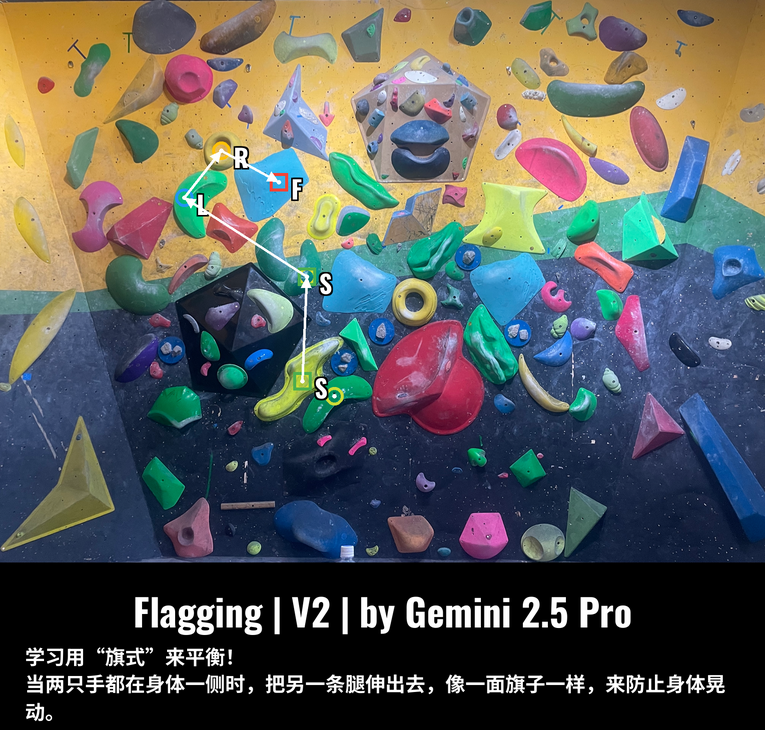 R
F
L
S
S
Flagging | V2 | by Gemini 2.5 Pro
学习用“旗式”来平衡！
当两只手都在身体一侧时，把另一条腿伸出去，像一面旗子一样，来防止身体晃
动。